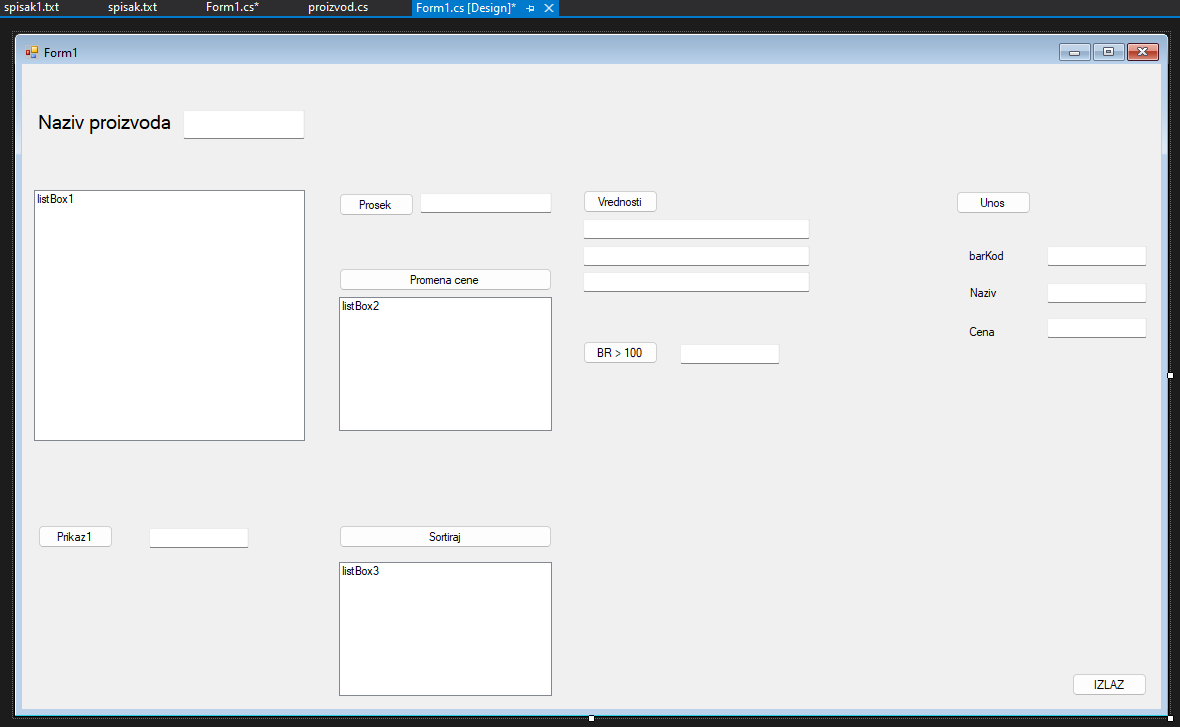 spisak1.txt spisak.txt Form1.cs* proizvod.cs Form1.cs [Design]*
Form1
Naziv proizvoda
listBox1
Prosek
Vrednosti
Unos
barKod
Promena cene
Naziv
listBox2
Cena
BR > 100
Prikaz1
Sortiraj
listBox3
IZLAZ